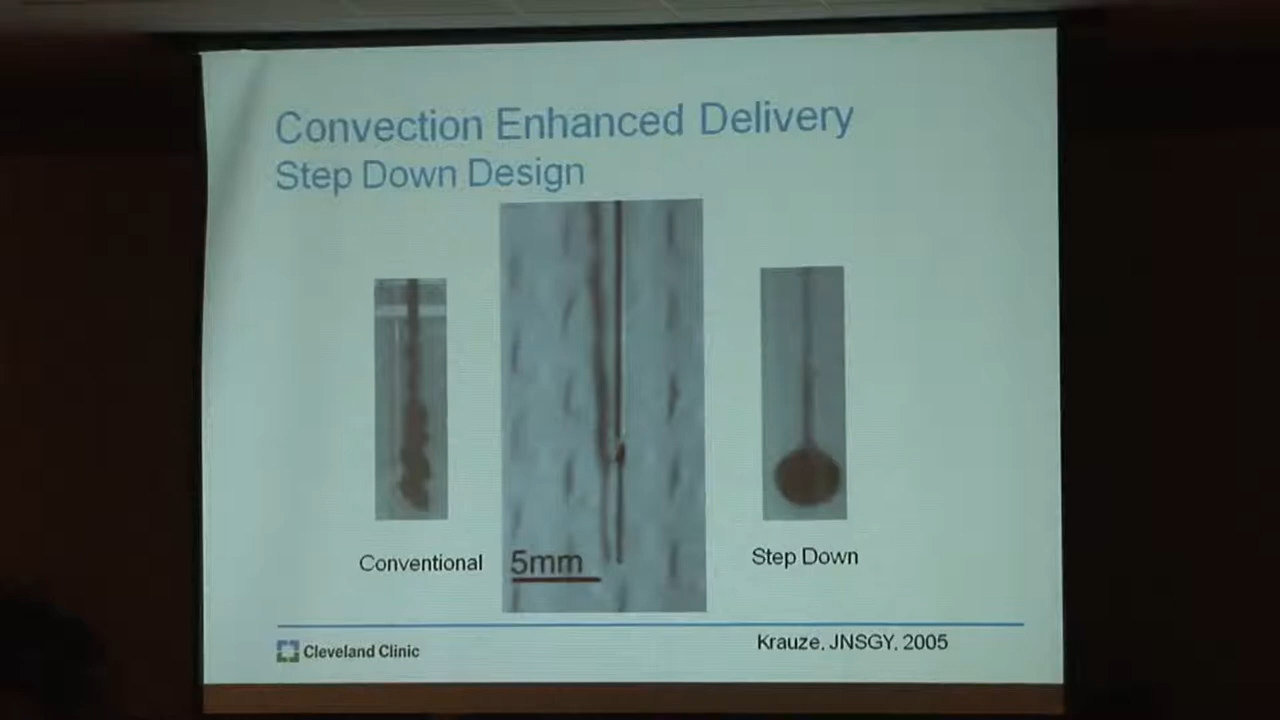 Convection Enhanced Delivery
Step Down Design
Conventional
5mm
Step Down
Cleveland Clinic
Krauze, JNSGY, 2005